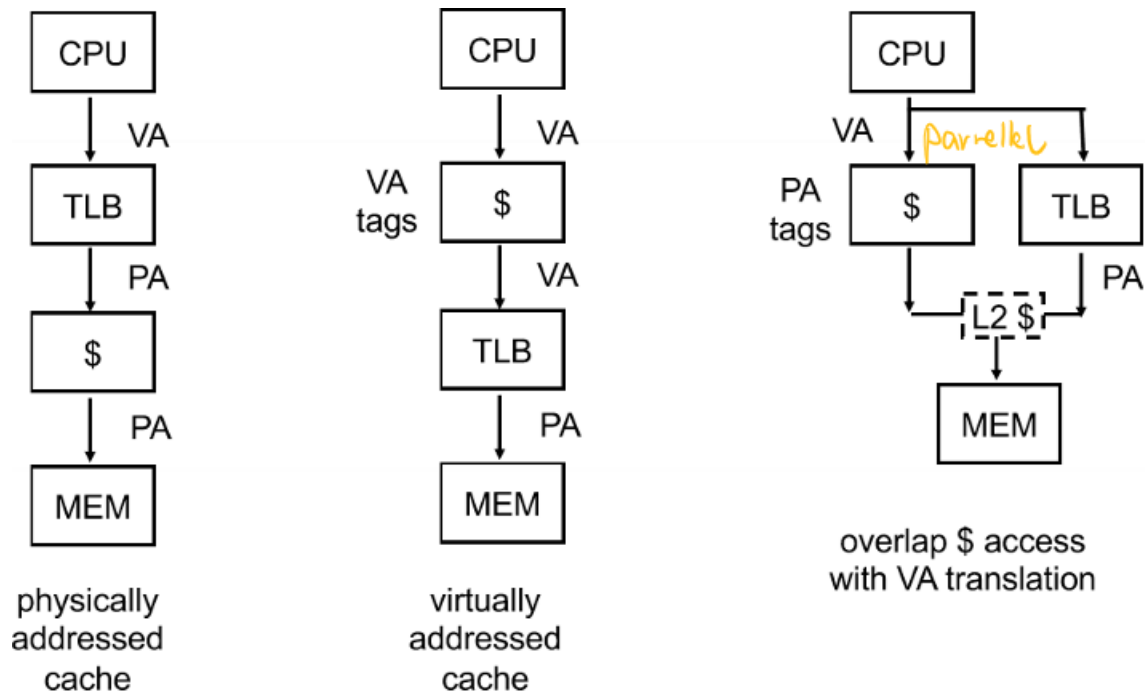 CPU
VA
TLB
PA
$
PA
MEM
physically
addressed
cache
CPU
VA
VA
tags
$
VA
TLB
PA
MEM
virtually
addressed
cache
CPU
VA
parrellel
PA
tags
$
TLB
PA
L2 $
MEM
overlap $ access
with VA translation